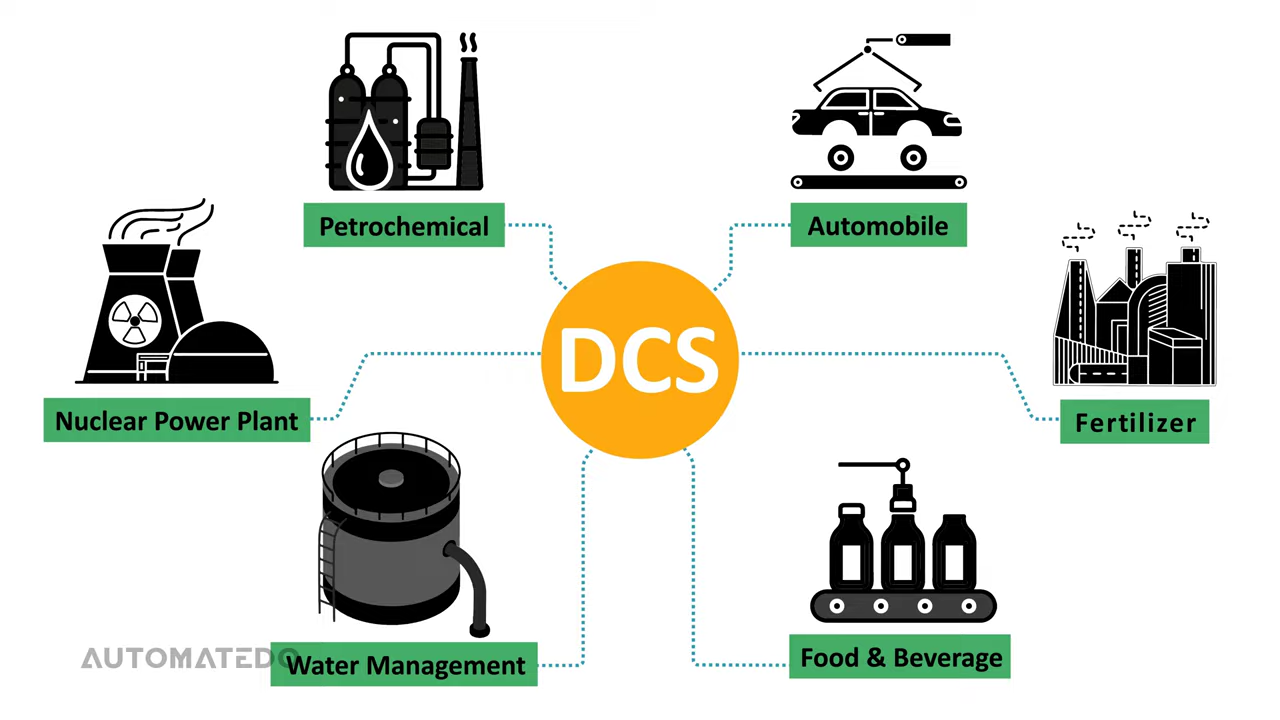 Petrochemical
Automobile
DCS
Nuclear Power Plant
Fertilizer
Water Management
Food & Beverage
AUTOMATEDO